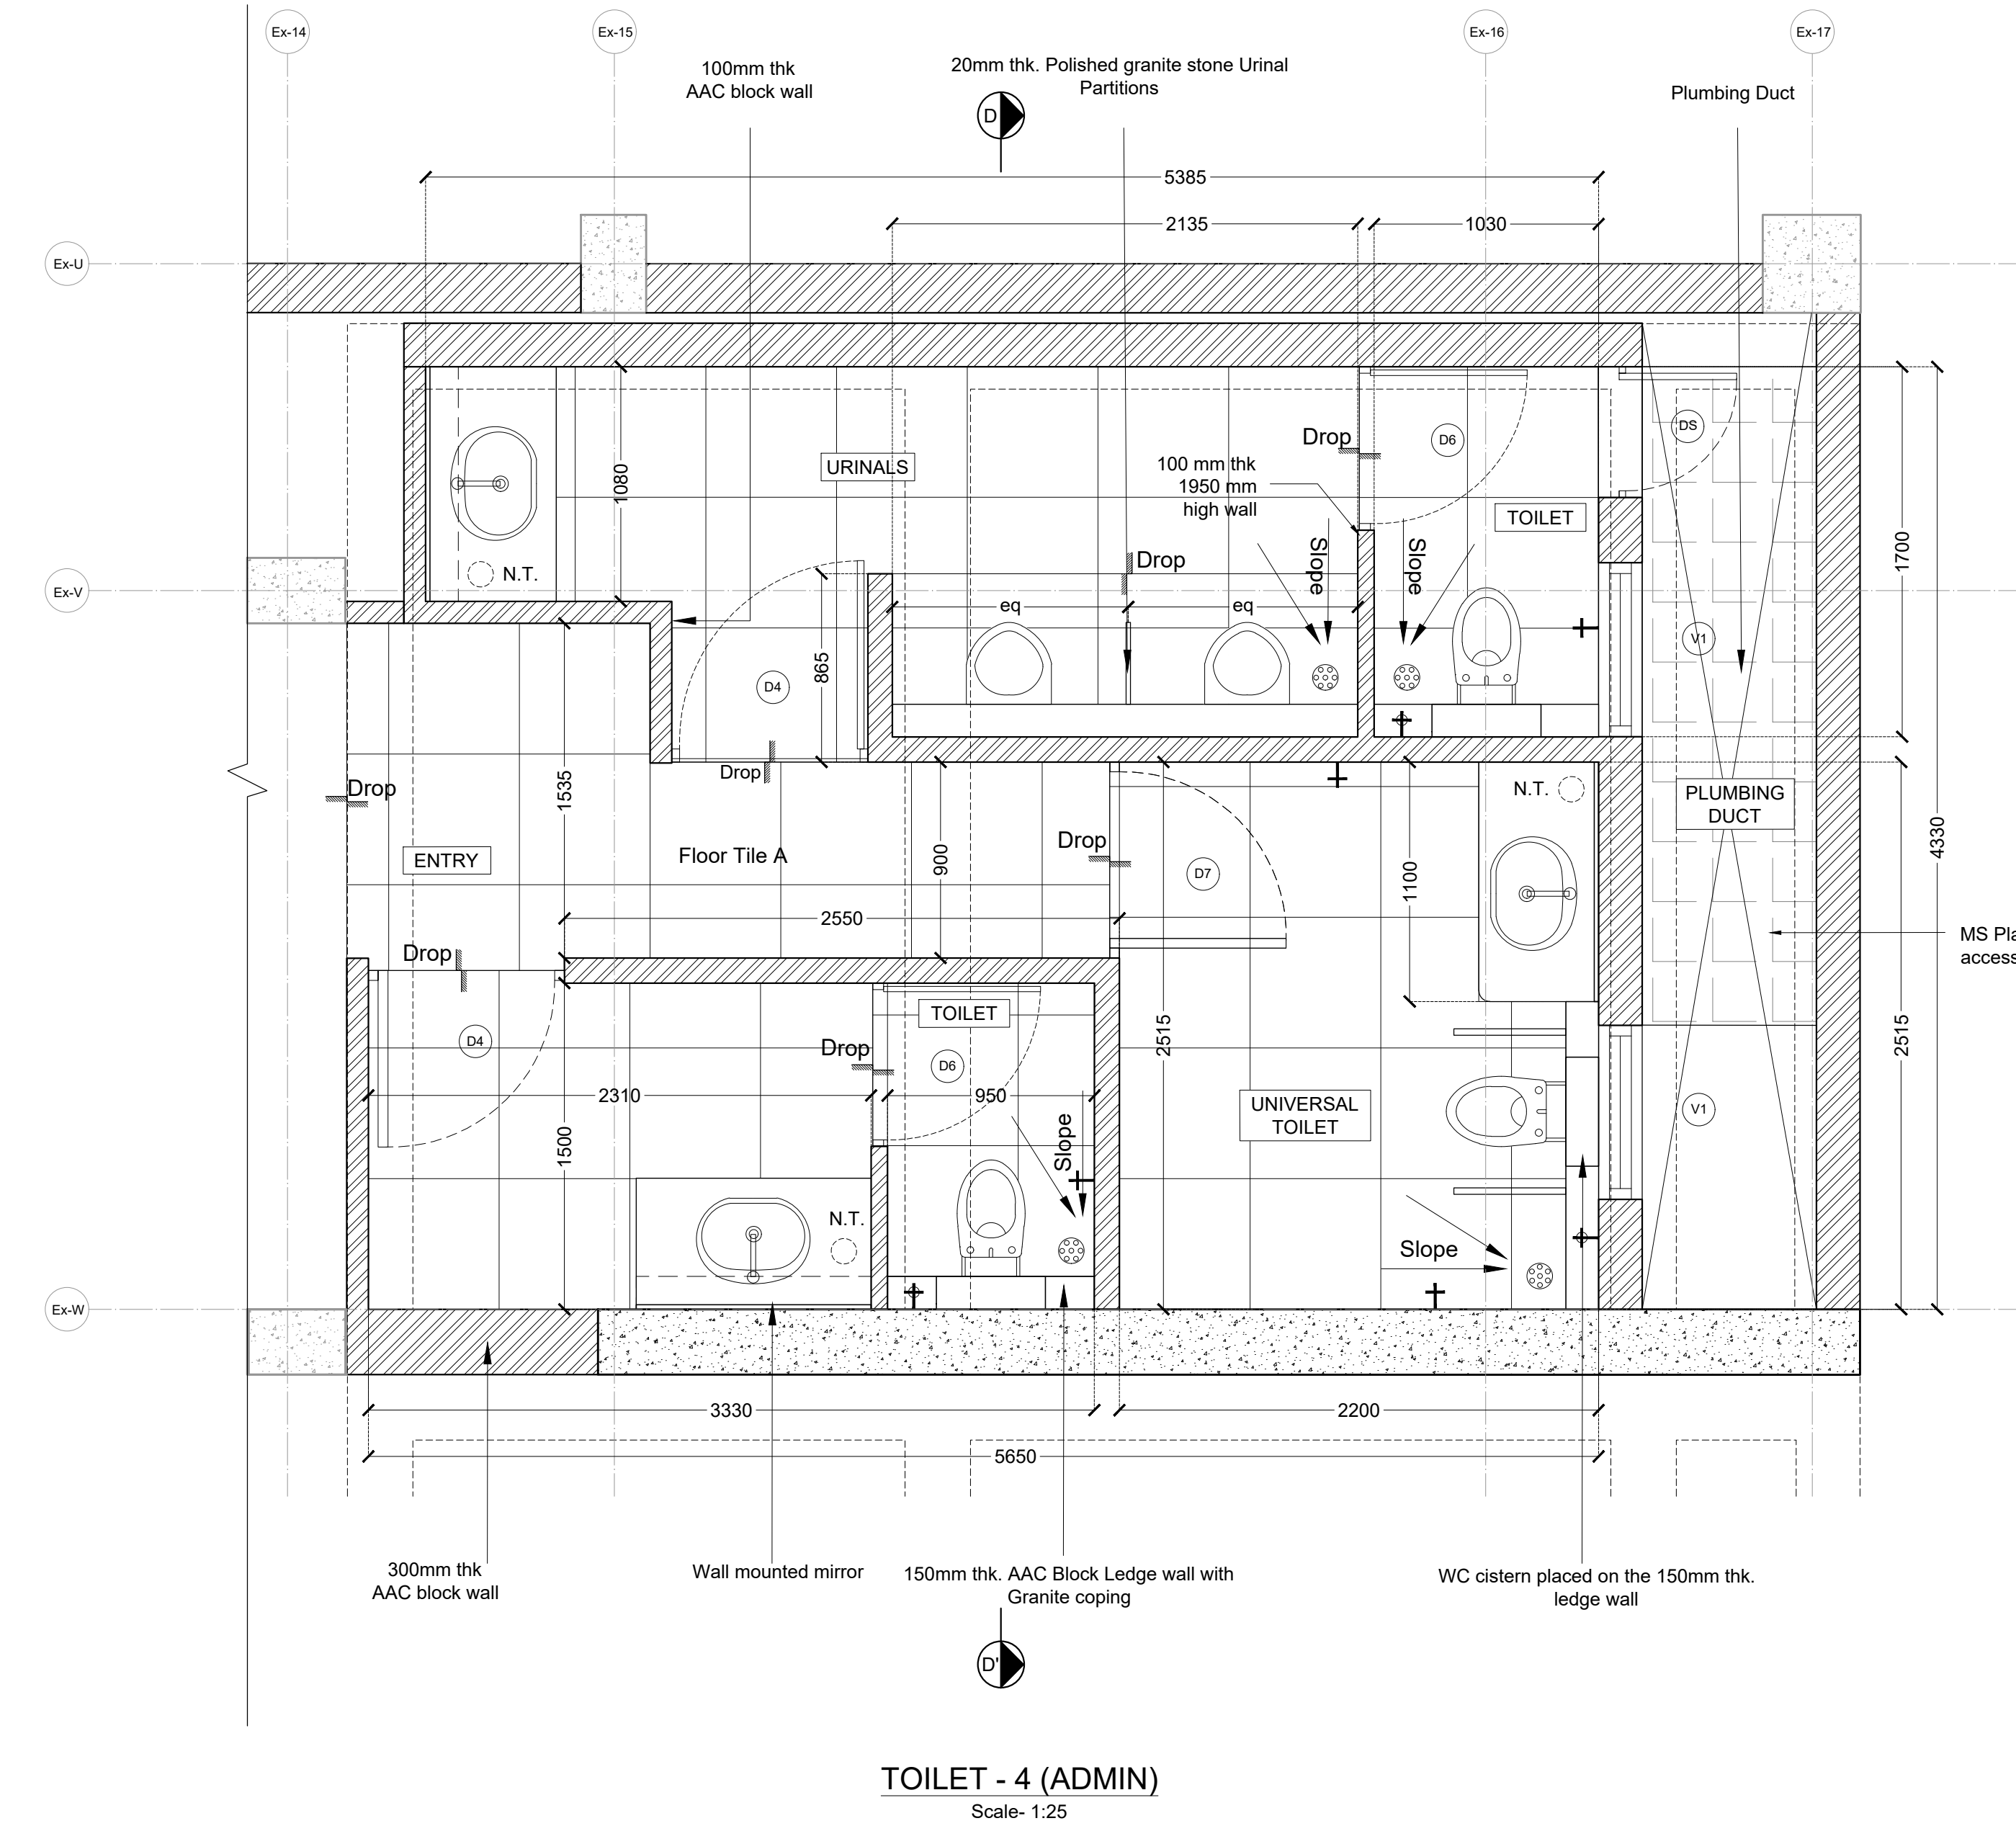 Ex-14
Ex-15
Ex-16
Ex-17
100mm thk
AAC block wall
20mm thk. Polished granite stone Urinal
Partitions
Plumbing Duct
D
5385
2135
1030
Ex-U
Drop
D6
DS
URINALS
1080
100 mm thk
1950 mm
high wall
TOILET
1700
Slope
Slope
Drop
N.T.
Ex-V
eq
eq
V1
865
D4
Drop
Drop
1535
N.T.
PLUMBING
DUCT
Drop
4330
ENTRY
Floor Tile A
900
D7
1100
2550
MS Pla
access
Drop
TOILET
2515
2515
D4
Drop
D6
2310
950
UNIVERSAL
TOILET
V1
1500
Slope
N.T.
Slope
Ex-W
3330
2200
5650
300mm thk
AAC block wall
Wall mounted mirror
150mm thk. AAC Block Ledge wall with
Granite coping
WC cistern placed on the 150mm thk.
ledge wall
D'
TOILET - 4 (ADMIN)
Scale- 1:25